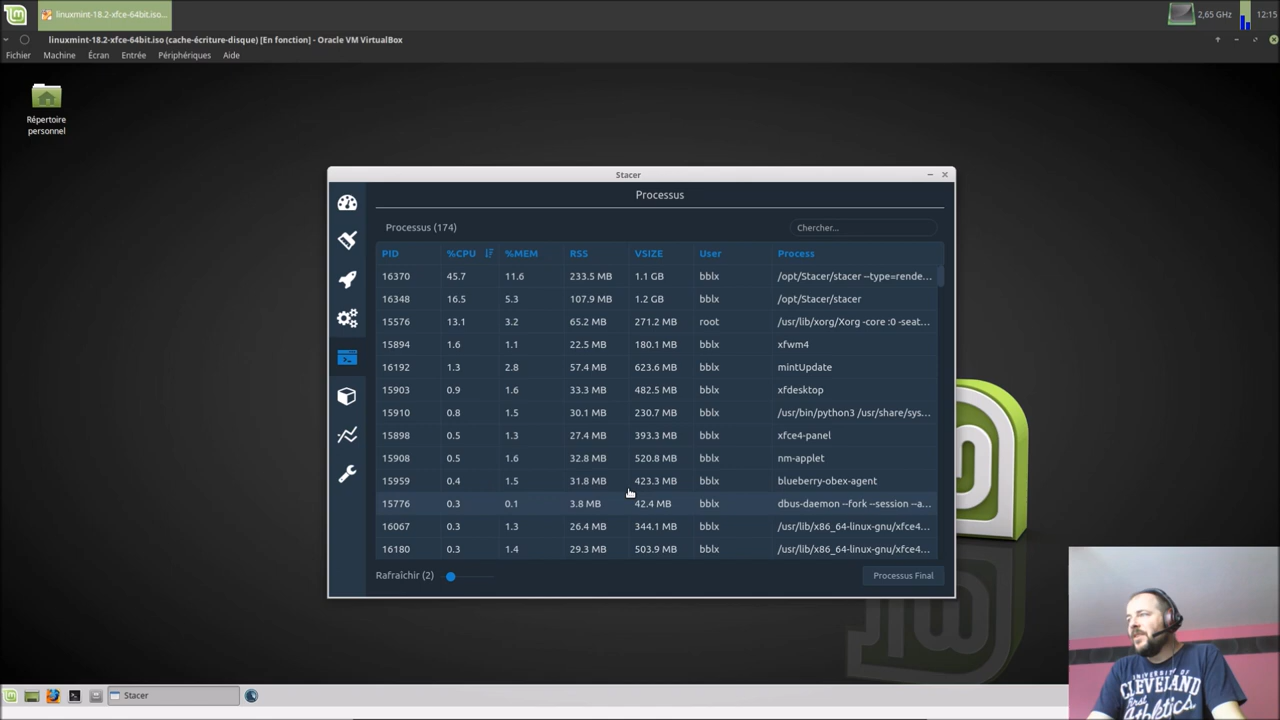 linuxmint-18.2-xfce-64bit.iso...
2,65 GHz
12:15
linuxmint-18.2-xfce-64bit.iso (cache-écriture-disque) [En fonction] - Oracle VM VirtualBox
Fichier Machine Écran Entrée Périphériques Aide
Répertoire
personnel
Stacer
Processus
Processus (174)
Chercher...
PID %CPU %MEM RSS VSIZE User Process
16370 45.7 11.6 233.5 MB 1.1 GB bblx /opt/Stacer/stacer --type=rende...
16348 16.5 5.3 107.9 MB 1.2 GB bblx /opt/Stacer/stacer
15576 13.1 3.2 65.2 MB 271.2 MB root /usr/lib/xorg/Xorg -core :0 -seat...
15894 1.6 1.1 22.5 MB 180.1 MB bblx xfwm4
16192 1.3 2.8 57.4 MB 623.6 MB bblx mintUpdate
15903 0.9 1.6 33.3 MB 482.5 MB bblx xfdesktop
15910 0.8 1.5 30.1 MB 230.7 MB bblx /usr/bin/python3 /usr/share/sys...
15898 0.5 1.3 27.4 MB 393.3 MB bblx xfce4-panel
15908 0.5 1.6 32.8 MB 520.8 MB bblx nm-applet
15959 0.4 1.5 31.8 MB 423.3 MB bblx blueberry-obex-agent
15776 0.3 0.1 3.8 MB 42.4 MB bblx dbus-daemon --fork --session --a...
16067 0.3 1.3 26.4 MB 344.1 MB bblx /usr/lib/x86_64-linux-gnu/xfce4...
16180 0.3 1.4 29.3 MB 503.9 MB bblx /usr/lib/x86_64-linux-gnu/xfce4...
Rafraîchir (2)
Processus Final
Stacer
CLEVELAND
First
Athletics